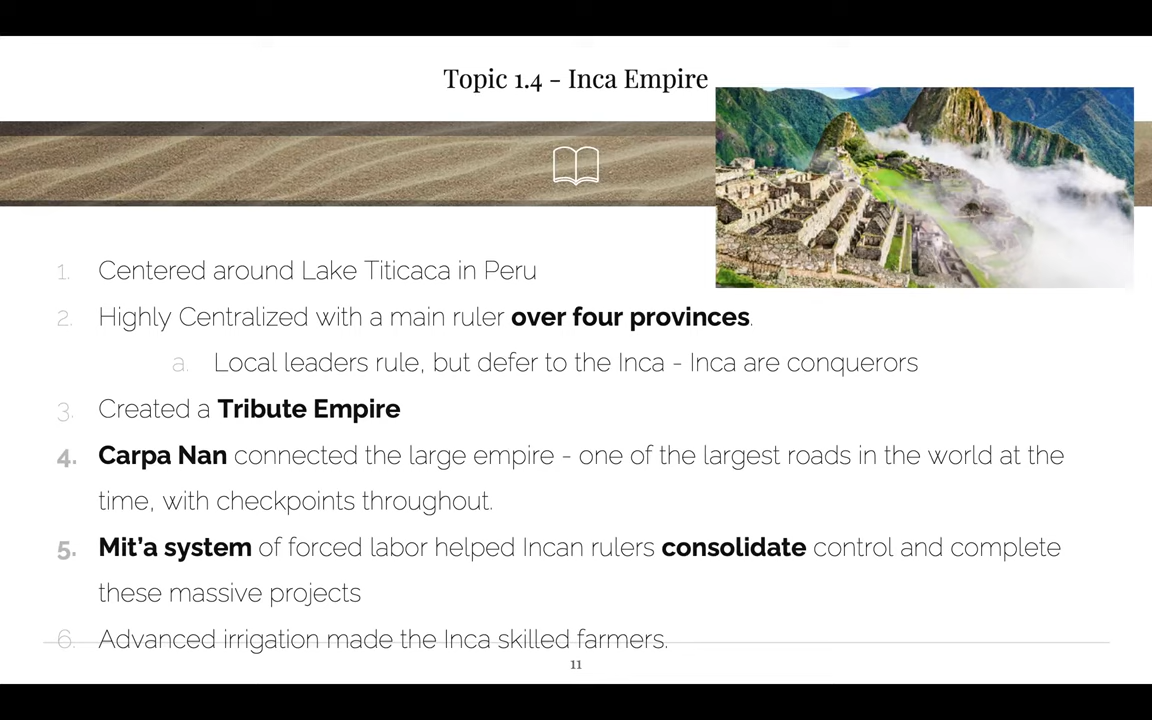 Topic 1.4 - Inca Empire
1. Centered around Lake Titicaca in Peru
2. Highly Centralized with a main ruler over four provinces.
a. Local leaders rule, but defer to the Inca - Inca are conquerors
3. Created a Tribute Empire
4. Carpa Nan connected the large empire - one of the largest roads in the world at the
time, with checkpoints throughout.
5. Mit'a system of forced labor helped Incan rulers consolidate control and complete
these massive projects
6. Advanced irrigation made the Inca skilled farmers.
11